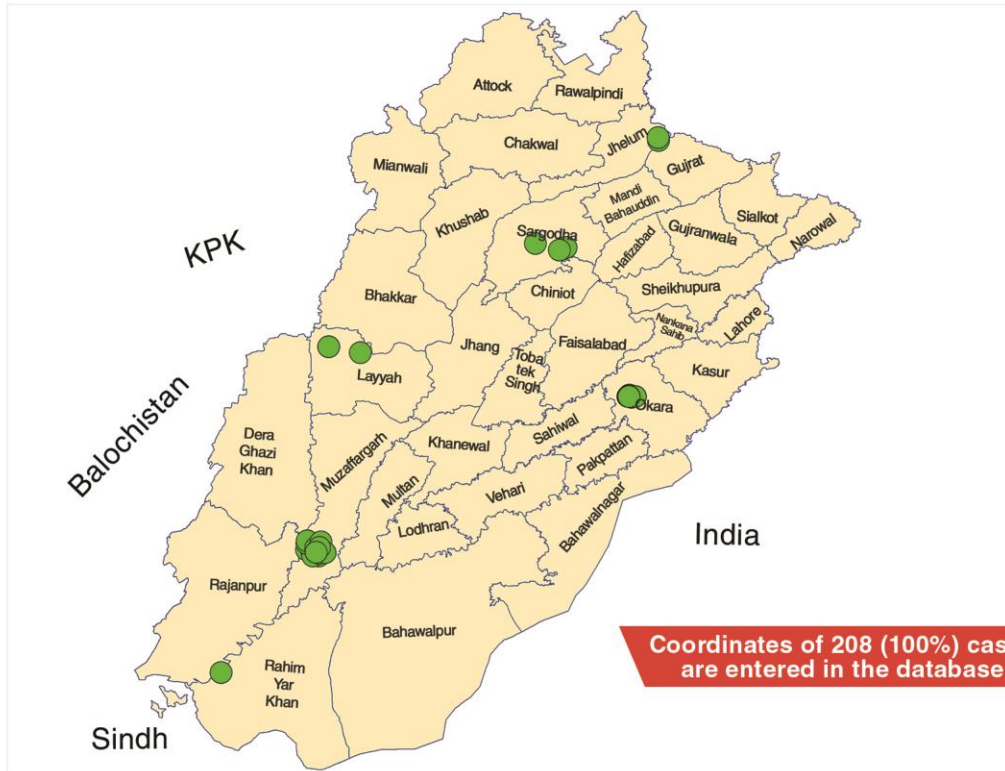 Attock
Rawalpindi
Chakwal
Jhelum
Mianwali
Gujrat
Mandi
Bahauddin
Khushab
Sialkot
Sargodha
Gujranwala
Narowal
Hafizabad
KPK
Sheikhupura
Chiniot
Bhakkar
Lahore
Nankana
Sahib
Faisalabad
Jhang
Toba
tek
Singh
Kasur
Layyah
Okara
Balochistan
Dera
Ghazi
Khan
Sahiwal
Khanewal
Muzaffargarh
Pakpattan
Multan
Vehari
Bahawalnagar
Lodhran
India
Rajanpur
Bahawalpur
Rahim
Yar
Khan
Coordinates of 208 (100%) cas
are entered in the database
Sindh